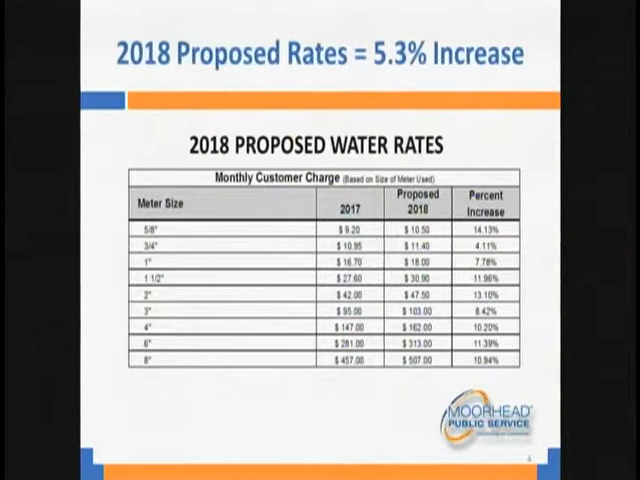 2018 Proposed Rates = 5.3% Increase
2018 PROPOSED WATER RATES
Monthly Customer Charge (Based on Size of Meter Used)
Meter Size 2017 Proposed 2018 Percent Increase
5/8" $ 9.20 $ 10.50 14.13%
3/4" $ 10.95 $ 11.40 4.11%
1" $ 16.70 $ 18.00 7.78%
1 1/2" $ 27.60 $ 30.90 11.96%
2" $ 42.00 $ 47.50 13.10%
3" $ 95.00 $ 103.00 8.42%
4" $ 147.00 $ 162.00 10.20%
6" $ 281.00 $ 313.00 11.39%
8" $ 457.00 $ 507.00 10.94%
MOORHEAD
PUBLIC SERVICE
4